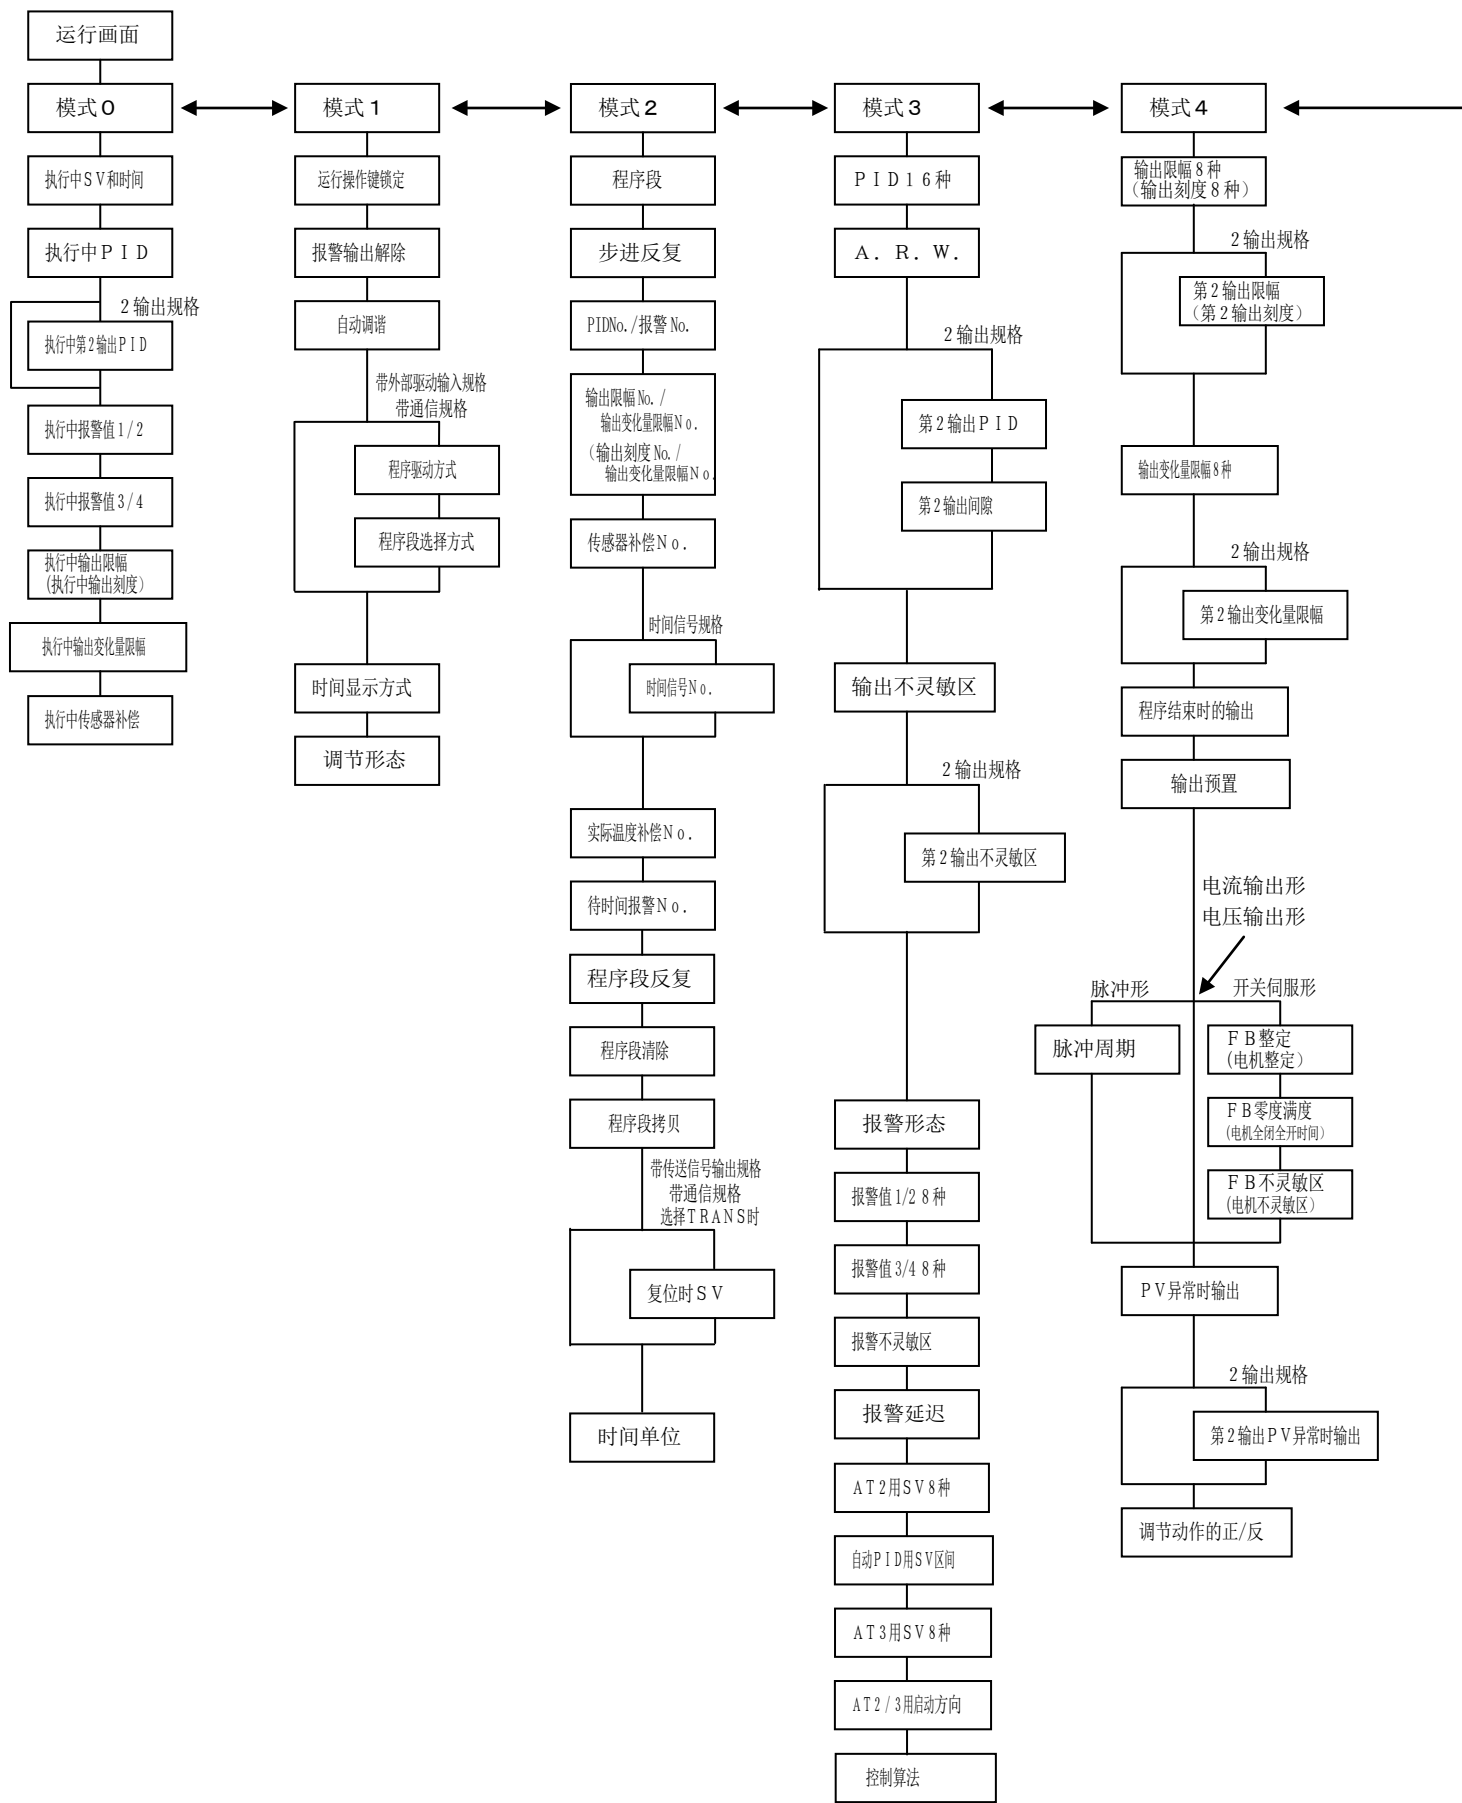 运行画面
模式0
执行中SV和时间
执行中PID
2输出规格
执行中第2输出PID
执行中报警值1/2
执行中报警值3/4
执行中输出限幅
(执行中输出刻度)
执行中输出变化量限幅
执行中传感器补偿
模式1
运行操作键锁定
报警输出解除
自动调谐
带外部驱动输入规格
带通信规格
程序驱动方式
程序段选择方式
时间显示方式
调节形态
模式2
程序段
步进反复
PIDNo./报警No.
输出限幅No./
输出变化量限幅No.
(输出刻度No./
输出变化量限幅No.
传感器补偿No.
时间信号规格
时间信号No.
实际温度补偿No.
待时间报警No.
程序段反复
程序段清除
程序段拷贝
带传送信号输出规格
带通信规格
选择TRANS时
复位时SV
时间单位
模式3
PID16种
A.R.W.
2输出规格
第2输出PID
第2输出间隙
输出不灵敏区
2输出规格
第2输出不灵敏区
报警形态
报警值1/28种
报警值3/48种
报警不灵敏区
报警延迟
AT2用SV8种
自动PID用SV区间
AT3用SV8种
AT2/3用启动方向
控制算法
模式4
输出限幅8种
(输出刻度8种)
2输出规格
第2输出限幅
(第2输出刻度)
输出变化量限幅8种
2输出规格
第2输出变化量限幅
程序结束时的输出
输出预置
电流输出形
电压输出形
脉冲形
开关伺服形
脉冲周期
FB整定
(电机整定)
FB零度满度
(电机全闭全开时间)
FB不灵敏区
(电机不灵敏区)
PV异常时输出
2输出规格
第2输出PV异常时输出
调节动作的正/反